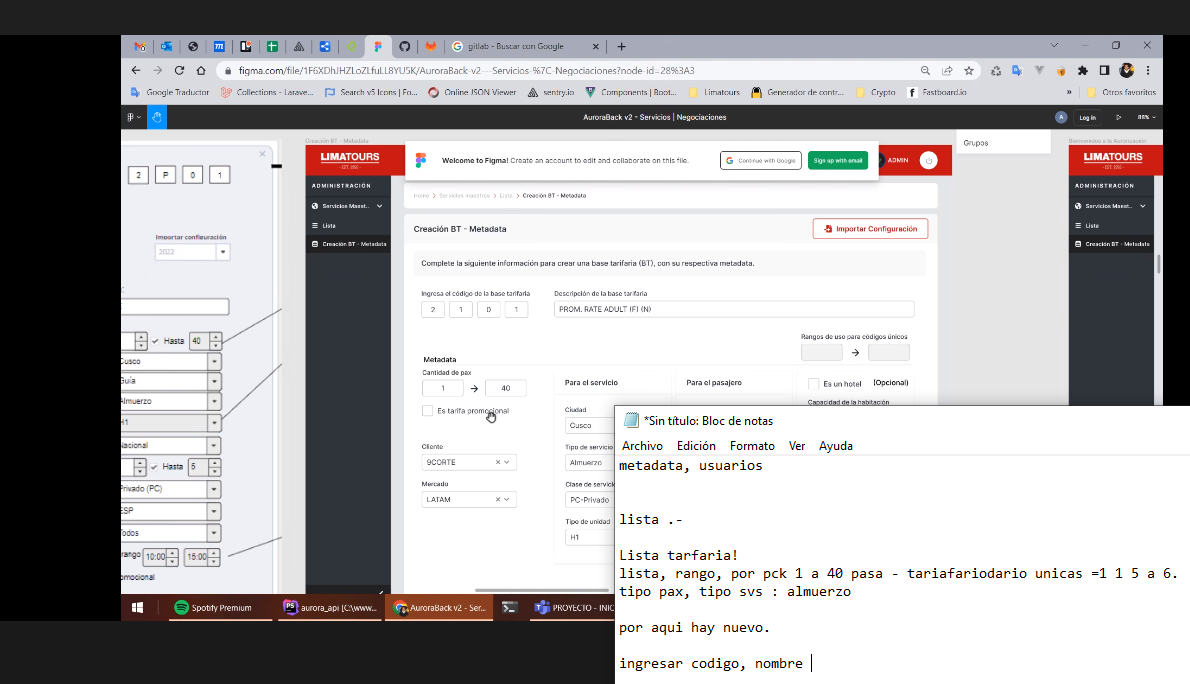 gitlab - Buscar con Google
figma.com/file/1F6XDhJHZLoZLfuLL8YU5K/AuroraBack-v2---Servicios-%7C-Negociaciones?node-id=28%3A3
Google Traductor
Collections - Larave...
Search v5 Icons | Fo...
Online JSON Viewer
sentry.io
Components | Boot...
Limatours
Generador de contr...
Crypto
Fastboard.io
»
Otros favoritos
AuroraBack v2 - Servicios | Negociaciones
A
Log in
88%
Creación BT - Metadata
Bienvenidos a la Autorización
2 P 0 1
Importar configuración
2022
Hasta 40
Cusco
Guía
Almuerzo
H1
Nacional
Hasta 5
Privado (PC)
ESP
Todos
rango 10:00 15:00
omocional
LIMATOURS
- EST. 1956 -
ADMINISTRACIÓN
Servicios Maest..
Lista
Creación BT - Metadata
Welcome to Figma! Create an account to edit and collaborate on this file.
Continue with Google
Sign up with email
ADMIN
Home > Servicios maestros > Lista > Creación BT - Metadata
Creación BT - Metadata
Importar Configuración
Complete la siguiente información para crear una base tarifaria (BT), con su respectiva metadata.
Ingresa el código de la base tarifaria
2 1 0 1
Descripción de la base tarifaria
PROM. RATE ADULT (F) (N)
Rangos de uso para códigos únicos
Metadata
Cantidad de pax
1 → 40
Es tarifa promocional
Cliente
9CORTE
Mercado
LATAM
Para el servicio
Ciudad
Cusco
Tipo de servicio
Almuerzo
Clase de servici
PC-Privado
Tipo de unidad
H1
Para el pasajero
Es un hotel (Opcional)
Capacidad de la habitación
Grupos
LIMATOURS
- EST. 1956 -
ADMINISTRACIÓN
Servicios Maest..
Lista
Creación BT - Metadata
Spotify Premium
aurora_api [C:\www...
AuroraBack v2 - Ser...
PROYECTO - INIC
*Sin título: Bloc de notas
Archivo Edición Formato Ver Ayuda
metadata, usuarios
lista .-
Lista tarfaria!
lista, rango, por pck 1 a 40 pasa - tariafariodario unicas =1 1 5 a 6.
tipo pax, tipo svs : almuerzo
por aqui hay nuevo.
ingresar codigo, nombre